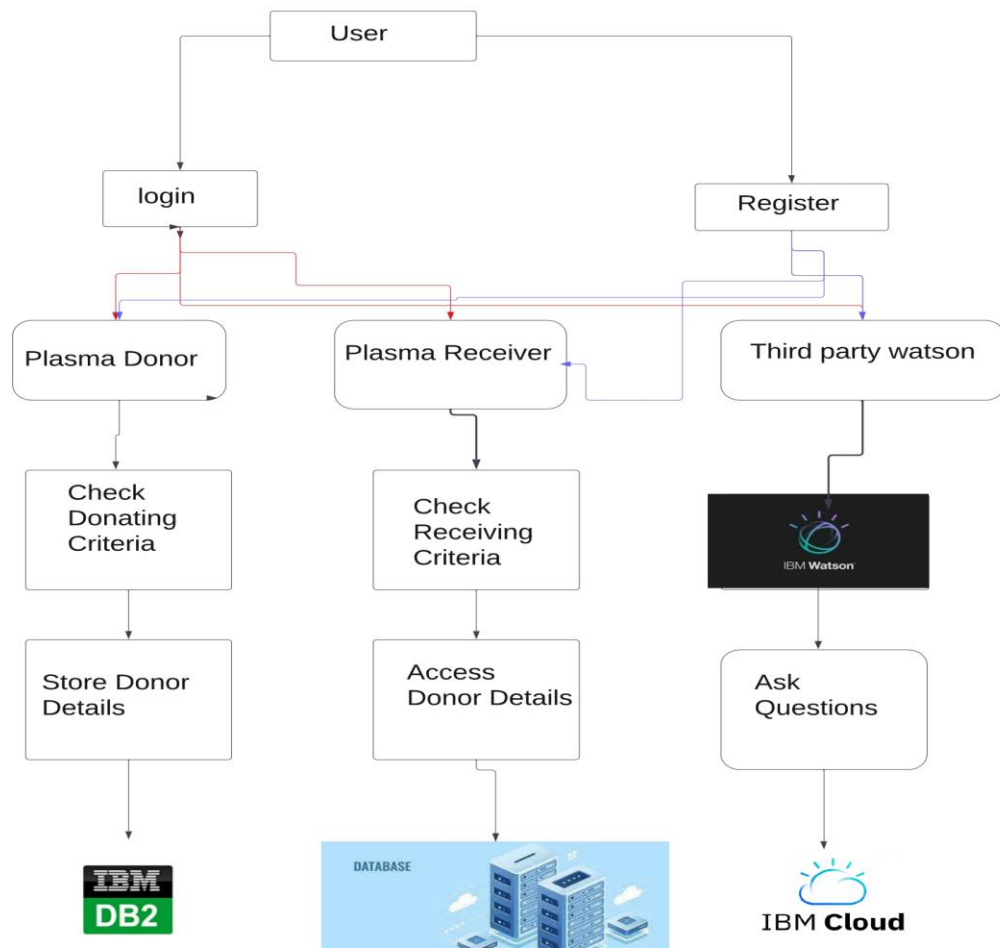 User
login
Register
Plasma Donor
Plasma Receiver
Third party watson
Check
Donating
Criteria
Check
Receiving
Criteria
IBM Watson
Store Donor
Details
Access
Donor Details
Ask
Questions
IBM
DB2
DATABASE
IBM Cloud